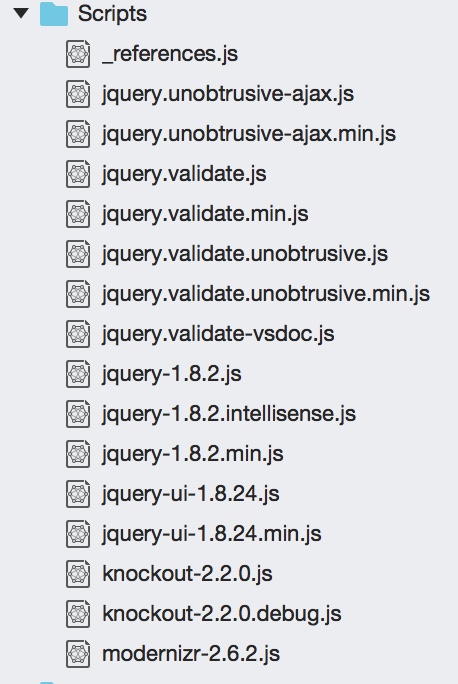 Scripts
_references.js
jquery.unobtrusive-ajax.js
jquery.unobtrusive-ajax.min.js
jquery.validate.js
jquery.validate.min.js
jquery.validate.unobtrusive.js
jquery.validate.unobtrusive.min.js
jquery.validate-vsdoc.js
jquery-1.8.2.js
jquery-1.8.2.intellisense.js
jquery-1.8.2.min.js
jquery-ui-1.8.24.js
jquery-ui-1.8.24.min.js
knockout-2.2.0.js
knockout-2.2.0.debug.js
modernizr-2.6.2.js